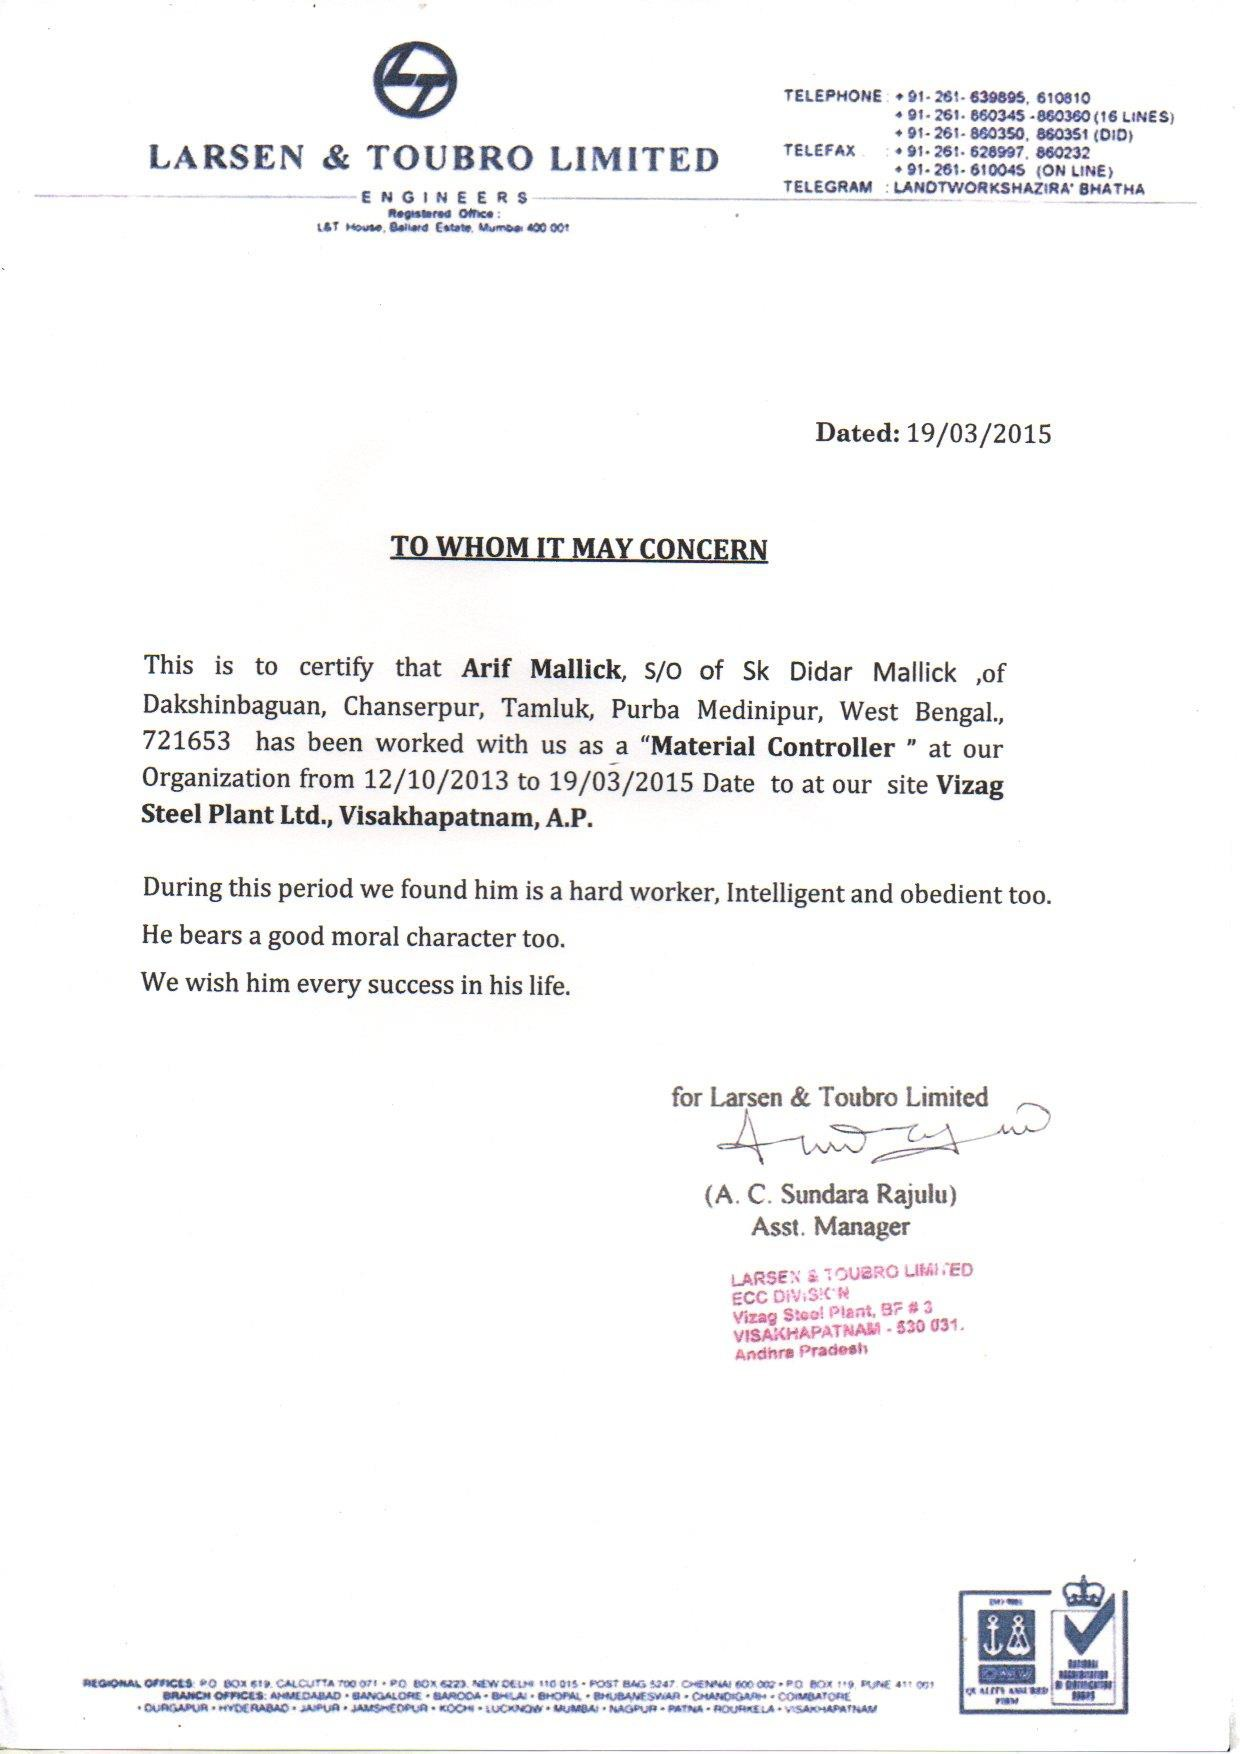 LARSEN & TOUBRO LIMITED
ENGINEERS
Registered Office :
L&T House, Ballard Estate, Mumbai 400 001
TELEPHONE : + 91- 261- 639895, 610810
+ 91- 261- 860345 -860360 (16 LINES)
+ 91- 261- 860350, 860351 (DID)
TELEFAX : + 91- 261- 628997, 860232
+ 91- 261- 610045 (ON LINE)
TELEGRAM : LANDTWORKSHAZIRA' BHATHA
Dated: 19/03/2015
TO WHOM IT MAY CONCERN
This is to certify that Arif Mallick, S/O of Sk Didar Mallick ,of
Dakshinbaguan, Chanserpur, Tamluk, Purba Medinipur, West Bengal.,
721653 has been worked with us as a “Material Controller ” at our
Organization from 12/10/2013 to 19/03/2015 Date to at our site Vizag
Steel Plant Ltd., Visakhapatnam, A.P.
During this period we found him is a hard worker, Intelligent and obedient too.
He bears a good moral character too.
We wish him every success in his life.
for Larsen & Toubro Limited
(A. C. Sundara Rajulu)
Asst. Manager
LARSEN & TOUBRO LIMITED
ECC DIVISION
Vizag Steel Plant, BF # 3
VISAKHAPATNAM - 530 031.
Andhra Pradesh
REGIONAL OFFICES: P.O. BOX 619, CALCUTTA 700 071 • P.O. BOX 6223, NEW DELHI 110 015 • POST BAG 5247, CHENNAI 600 002 • P.O. BOX 119, PUNE 411 001
BRANCH OFFICES: AHMEDABAD • BANGALORE • BARODA • BHILAI • BHOPAL • BHUBANESWAR • CHANDIGARH • COIMBATORE
• DURGAPUR • HYDERABAD • JAIPUR • JAMSHEDPUR • KOCHI • LUCKNOW • MUMBAI • NAGPUR • PATNA • ROURKELA • VISAKHAPATNAM